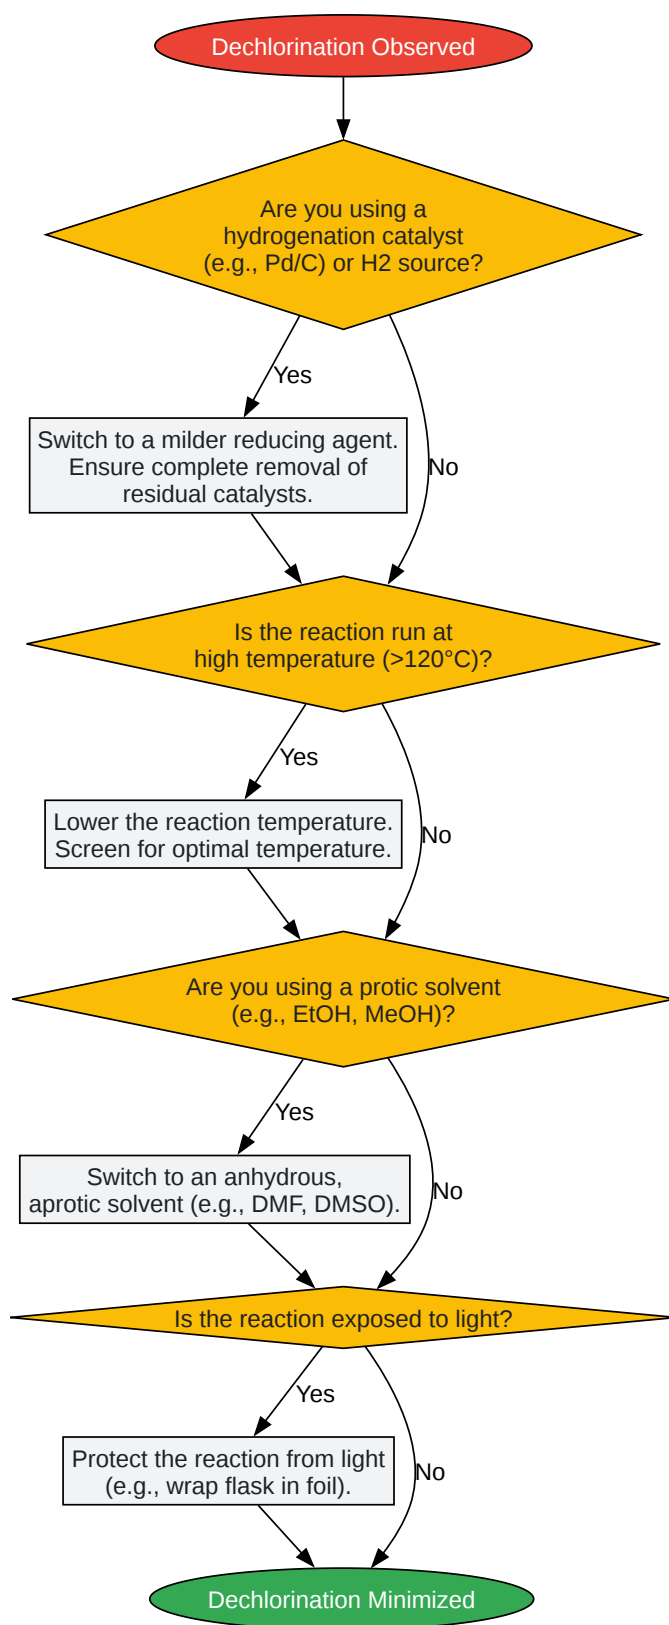 Dechlorination Observed
Are you using a
hydrogenation catalyst
(e.g., Pd/C) or H2 source?
Yes
Switch to a milder reducing agent.
Ensure complete removal of
residual catalysts.
No
Is the reaction run at
high temperature (>120°C)?
Yes
Lower the reaction temperature.
Screen for optimal temperature.
No
Are you using a protic solvent
(e.g., EtOH, MeOH)?
Yes
Switch to an anhydrous,
aprotic solvent (e.g., DMF, DMSO).
No
Is the reaction exposed to light?
Yes
Protect the reaction from light
(e.g., wrap flask in foil).
No
Dechlorination Minimized